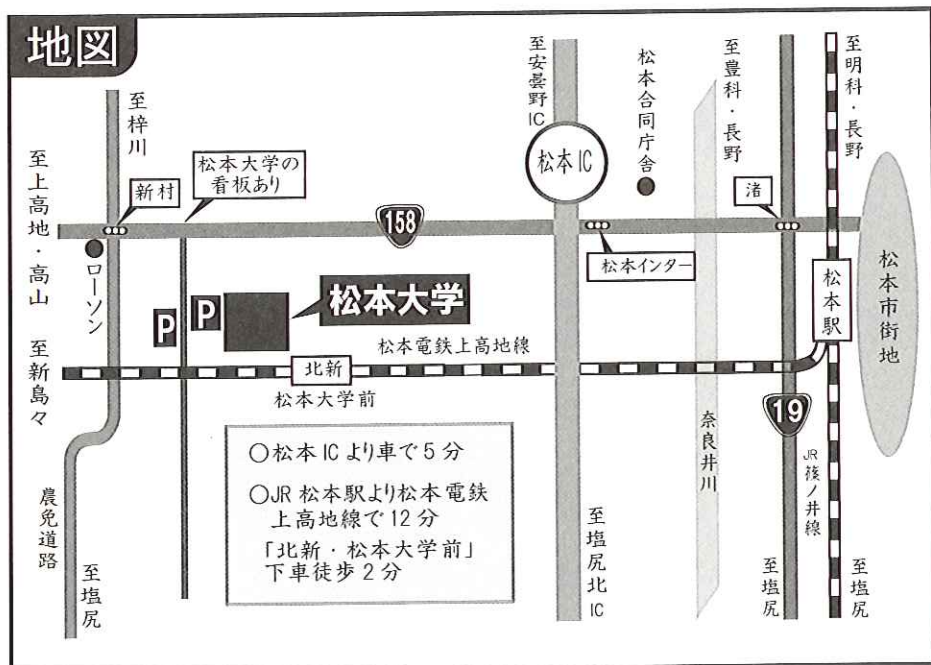 地図
至梓川
至安曇野IC
松本合同庁舎
至豊科・長野
至明科・長野
至上高地・高山
新村
松本大学の
看板あり
158
松本IC
渚
松本インター
ローソン
P
P
松本大学
松本駅
松本市街地
至新島々
松本電鉄上高地線
北新
松本大学前
19
奈良井川
JR篠ノ井線
○松本ICより車で5分
○JR松本駅より松本電鉄
上高地線で12分
「北新・松本大学前」
下車徒歩2分
農免道路
至塩尻
至塩尻北IC
至塩尻
至塩尻